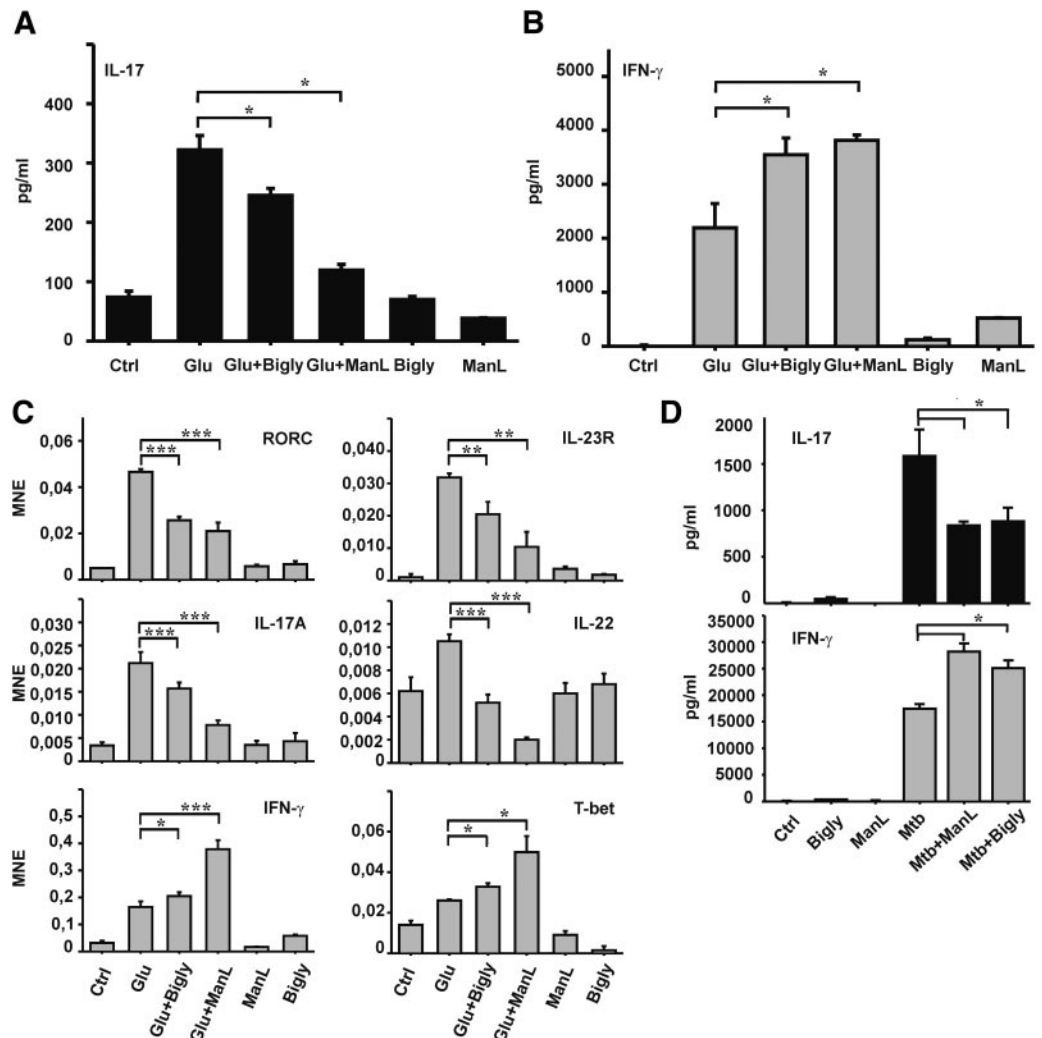 A
IL-17
pg/ml
400
300
200
100
0
*
*
Ctrl Glu Glu+Bigly Glu+ManL Bigly ManL
B
IFN-γ
pg/ml
5000
4000
3000
2000
1000
0
*
*
Ctrl Glu Glu+Bigly Glu+ManL Bigly ManL
C
RORC
MNE
0,06
0,04
0,02
0
***
***
IL-23R
0,040
0,030
0,020
0,010
0
**
**
IL-17A
MNE
0,030
0,025
0,020
0,015
0,010
0,005
0
***
***
IL-22
0,014
0,012
0,010
0,008
0,006
0,004
0,002
0
***
***
IFN-γ
MNE
0,5
0,4
0,3
0,2
0,1
0
***
*
Ctrl Glu Glu+Bigly Glu+ManL ManL Bigly
T-bet
0,06
0,04
0,02
0
*
*
Ctrl Glu Glu+Bigly Glu+ManL ManL Bigly
D
IL-17
pg/ml
2000
1500
1000
500
0
*
IFN-γ
pg/ml
35000
30000
25000
20000
15000
10000
5000
0
*
Ctrl Bigly ManL Mtb Mtb+ManL Mtb+Bigly